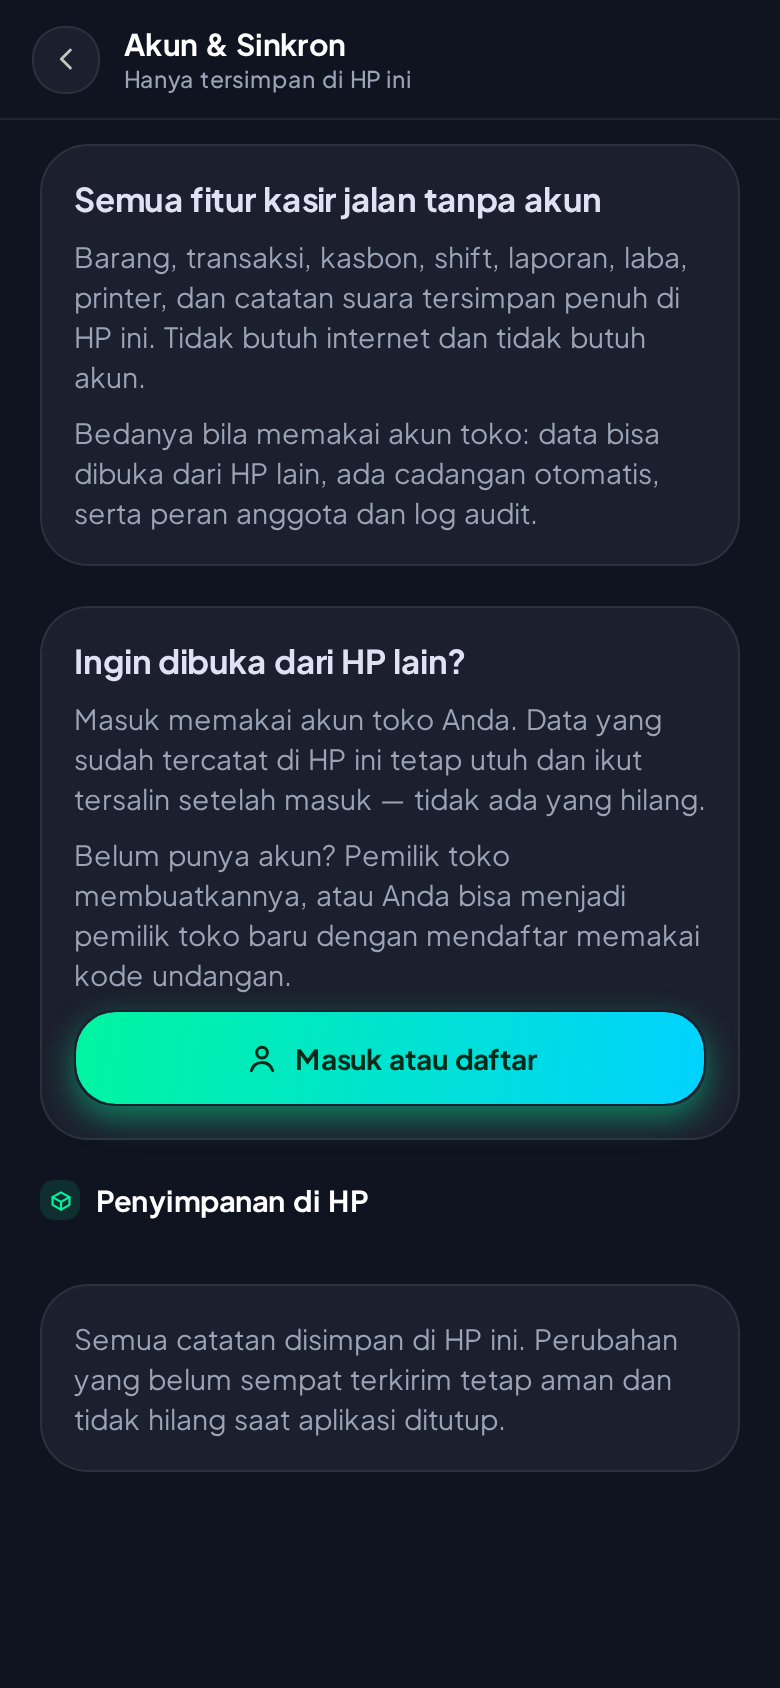 Akun & Sinkron
Hanya tersimpan di HP ini
Semua fitur kasir jalan tanpa akun
Barang, transaksi, kasbon, shift, laporan, laba,
printer, dan catatan suara tersimpan penuh di
HP ini. Tidak butuh internet dan tidak butuh
akun.
Bedanya bila memakai akun toko: data bisa
dibuka dari HP lain, ada cadangan otomatis,
serta peran anggota dan log audit.
Ingin dibuka dari HP lain?
Masuk memakai akun toko Anda. Data yang
sudah tercatat di HP ini tetap utuh dan ikut
tersalin setelah masuk — tidak ada yang hilang.
Belum punya akun? Pemilik toko
membuatkannya, atau Anda bisa menjadi
pemilik toko baru dengan mendaftar memakai
kode undangan.
Masuk atau daftar
Penyimpanan di HP
Semua catatan disimpan di HP ini. Perubahan
yang belum sempat terkirim tetap aman dan
tidak hilang saat aplikasi ditutup.